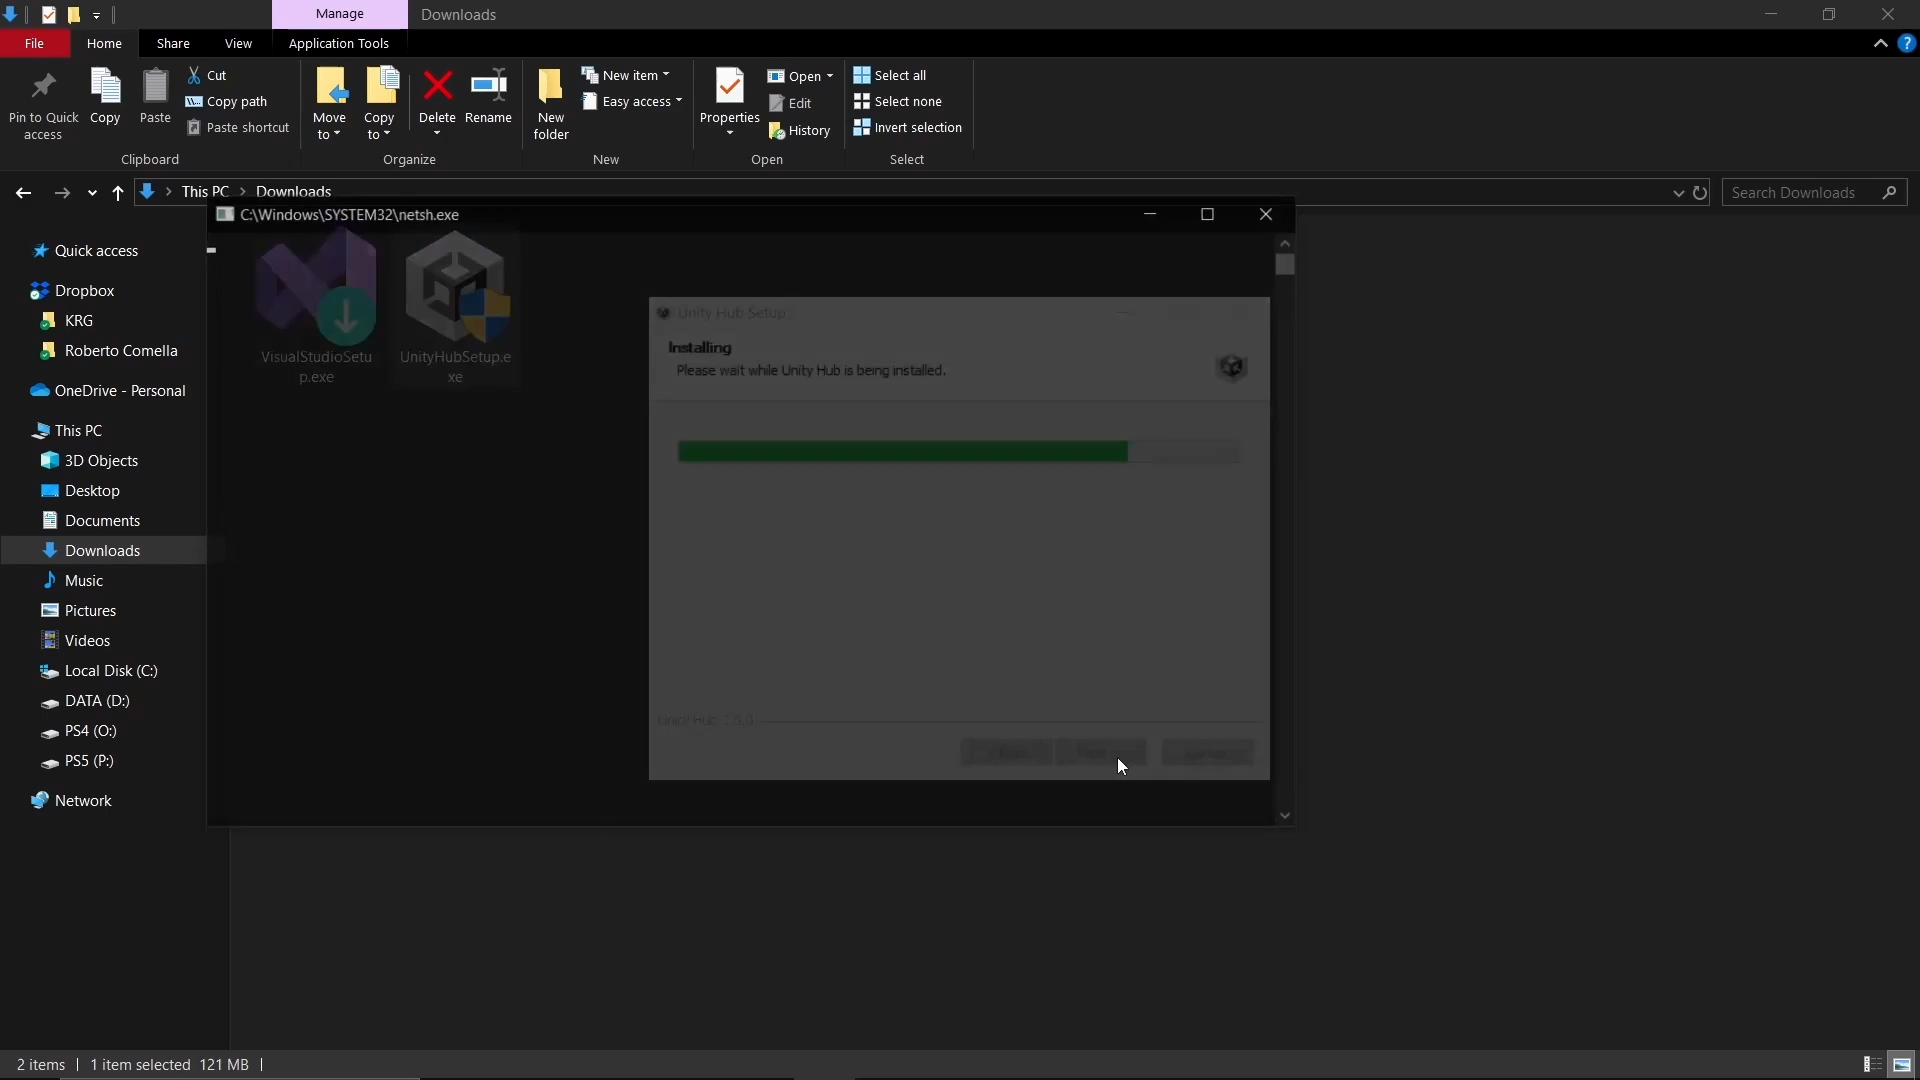 Manage
Downloads
File
Home
Share
View
Application Tools
Pin to Quick
access
Copy
Paste
Cut
Copy path
Paste shortcut
Clipboard
Move
to
Copy
to
Delete
Rename
Organize
New
folder
New item
Easy access
New
Properties
Open
Edit
History
Open
Select all
Select none
Invert selection
Select
This PC > Downloads
Search Downloads
C:\Windows\SYSTEM32\netsh.exe
Quick access
Dropbox
KRG
Roberto Comella
OneDrive - Personal
This PC
3D Objects
Desktop
Documents
Downloads
Music
Pictures
Videos
Local Disk (C:)
DATA (D:)
PS4 (O:)
PS5 (P:)
Network
VisualStudioSetu
p.exe
UnityHubSetup.e
xe
Unity Hub Setup
Installing
Please wait while Unity Hub is being installed.
2 items
1 item selected 121 MB